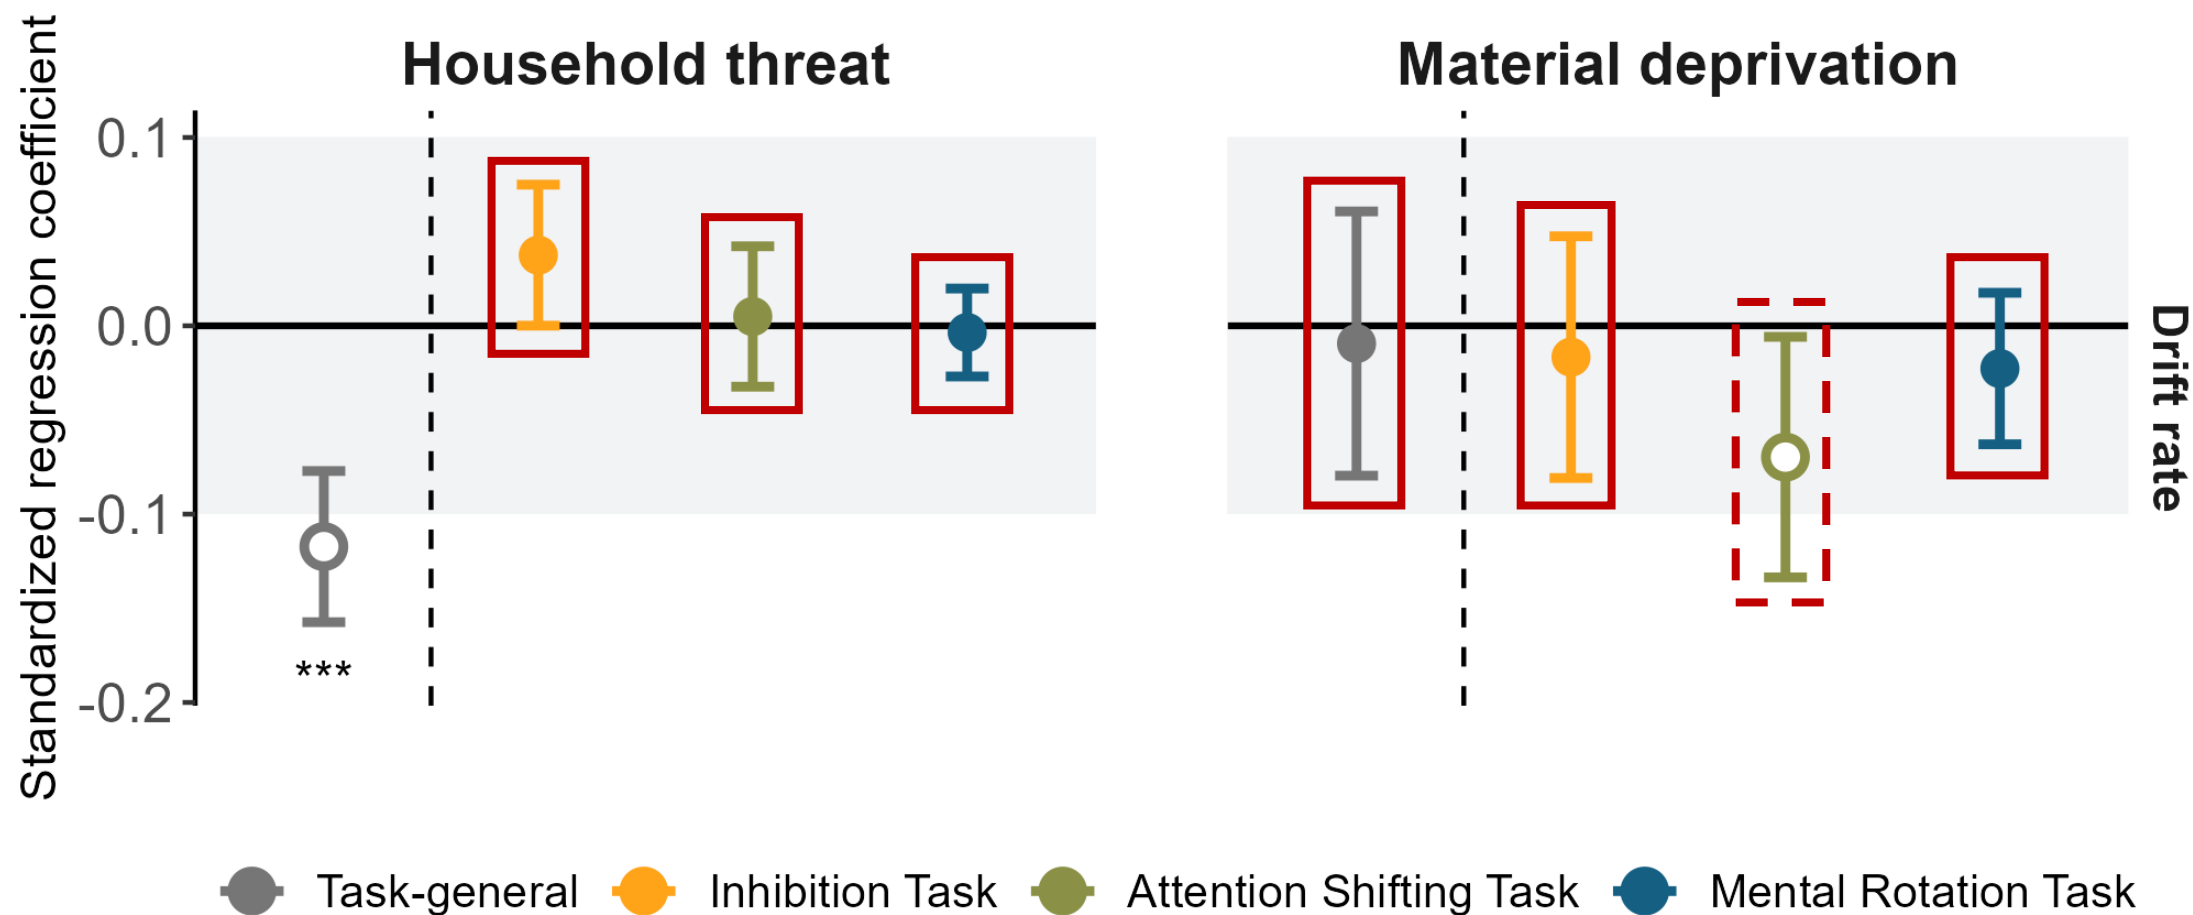 Household threat
Material deprivation
Standardized regression coefficient
0.1
0.0
-0.1
-0.2
***
Drift rate
Task-general
Inhibition Task
Attention Shifting Task
Mental Rotation Task